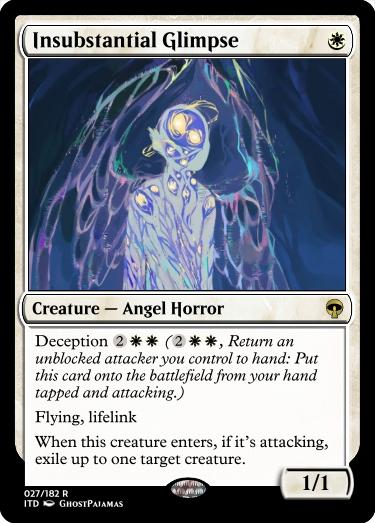 Insubstantial Glimpse
Creature — Angel Horror
Deception 2 (2, Return an
unblocked attacker you control to hand: Put
this card onto the battlefield from your hand
tapped and attacking.)
Flying, lifelink
When this creature enters, if it's attacking,
exile up to one target creature.
1/1
027/182 R
ITD GhostPajamas